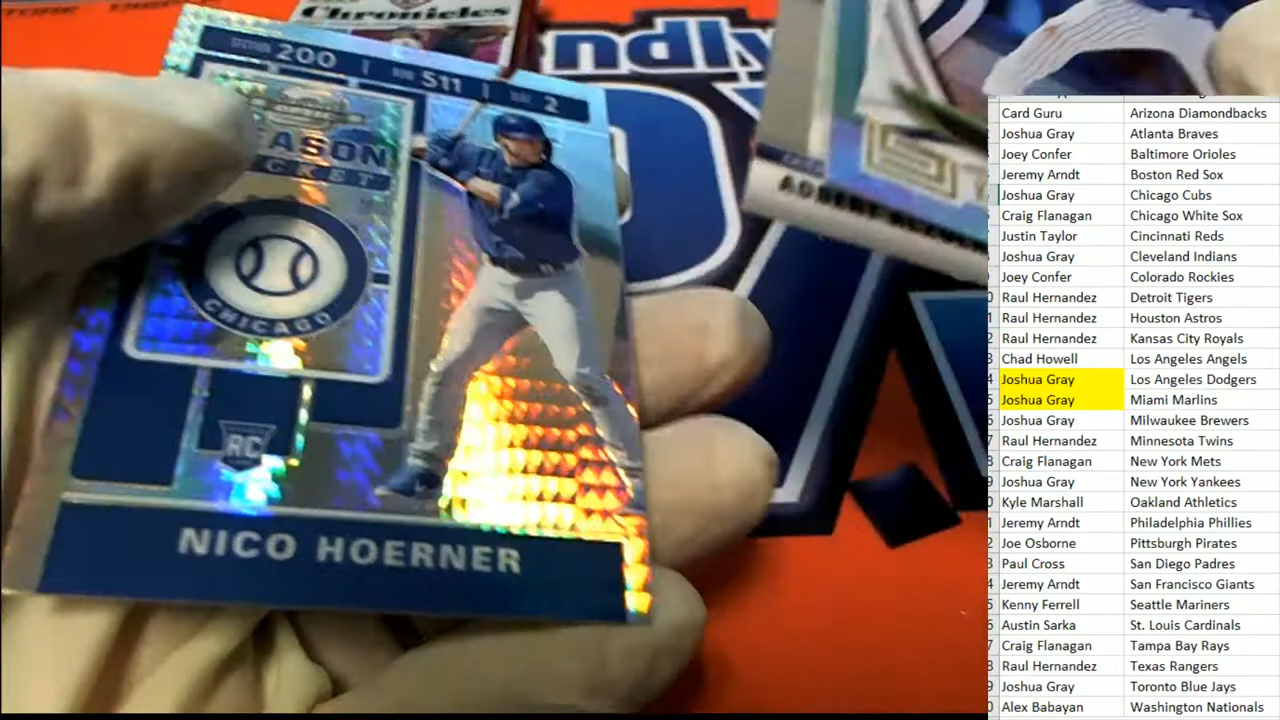 Chronicles
ndly
200 | 511 | 2
CHICAGO
RC
NICO HOERNER
Card Guru Arizona Diamondbacks
Joshua Gray Atlanta Braves
Joey Confer Baltimore Orioles
Jeremy Arndt Boston Red Sox
Joshua Gray Chicago Cubs
Craig Flanagan Chicago White Sox
Justin Taylor Cincinnati Reds
Joshua Gray Cleveland Indians
Joey Confer Colorado Rockies
Raul Hernandez Detroit Tigers
Raul Hernandez Houston Astros
Raul Hernandez Kansas City Royals
Chad Howell Los Angeles Angels
Joshua Gray Los Angeles Dodgers
Joshua Gray Miami Marlins
Joshua Gray Milwaukee Brewers
Raul Hernandez Minnesota Twins
Craig Flanagan New York Mets
Joshua Gray New York Yankees
Kyle Marshall Oakland Athletics
Jeremy Arndt Philadelphia Phillies
Joe Osborne Pittsburgh Pirates
Paul Cross San Diego Padres
Jeremy Arndt San Francisco Giants
Kenny Ferrell Seattle Mariners
Austin Sarka St. Louis Cardinals
Craig Flanagan Tampa Bay Rays
Raul Hernandez Texas Rangers
Joshua Gray Toronto Blue Jays
Alex Babayan Washington Nationals